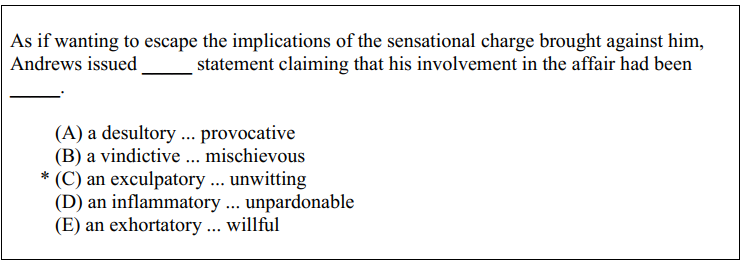 As if wanting to escape the implications of the sensational charge brought against him,
Andrews issued _____ statement claiming that his involvement in the affair had been
_____.
(A) a desultory ... provocative
(B) a vindictive ... mischievous
* (C) an exculpatory ... unwitting
(D) an inflammatory ... unpardonable
(E) an exhortatory ... willful